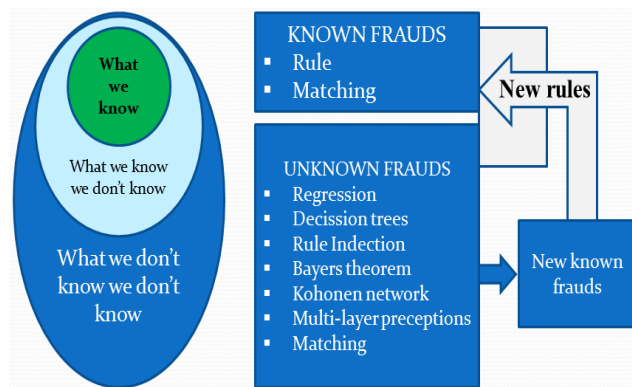 What
we
know
What we know
we don't know
What we don't
know we don't
know
KNOWN FRAUDS
▪ Rule
▪ Matching
New rules
UNKNOWN FRAUDS
▪ Regression
▪ Decission trees
▪ Rule Indection
▪ Bayers theorem
▪ Kohonen network
▪ Multi-layer preceptions
▪ Matching
New known
frauds